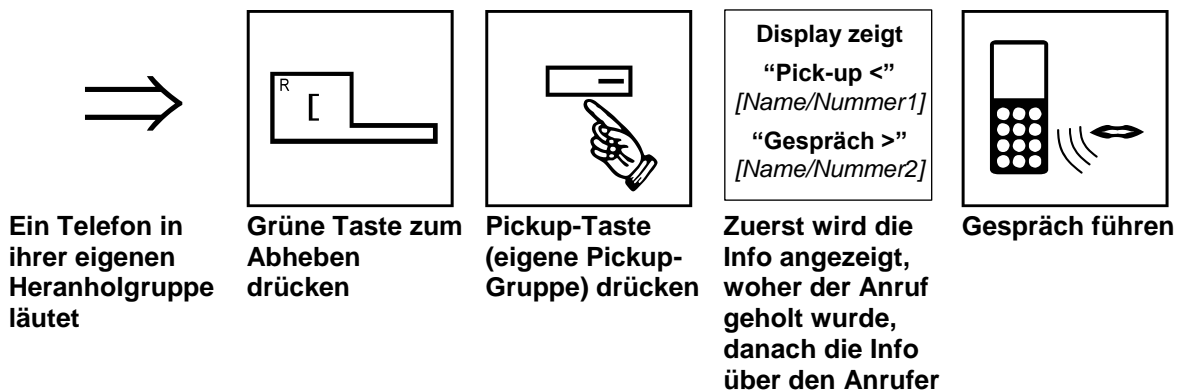 R
[
Display zeigt
“Pick-up <”
[Name/Nummer1]
“Gespräch >”
[Name/Nummer2]
Ein Telefon in
ihrer eigenen
Heranholgruppe
läutet
Grüne Taste zum
Abheben
drücken
Pickup-Taste
(eigene Pickup-
Gruppe) drücken
Zuerst wird die
Info angezeigt,
woher der Anruf
geholt wurde,
danach die Info
über den Anrufer
Gespräch führen